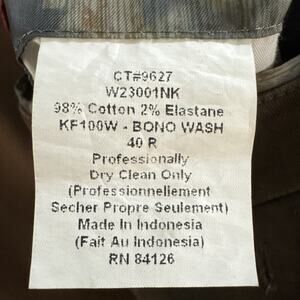 CT#9627
W23001NK
98% Cotton 2% Elastane
KF100W - BONO WASH
40 R
Professionally
Dry Clean Only
(Professionnellement
Secher Propre Seulement)
Made In Indonesia
(Fait Au Indonesia)
RN 84126